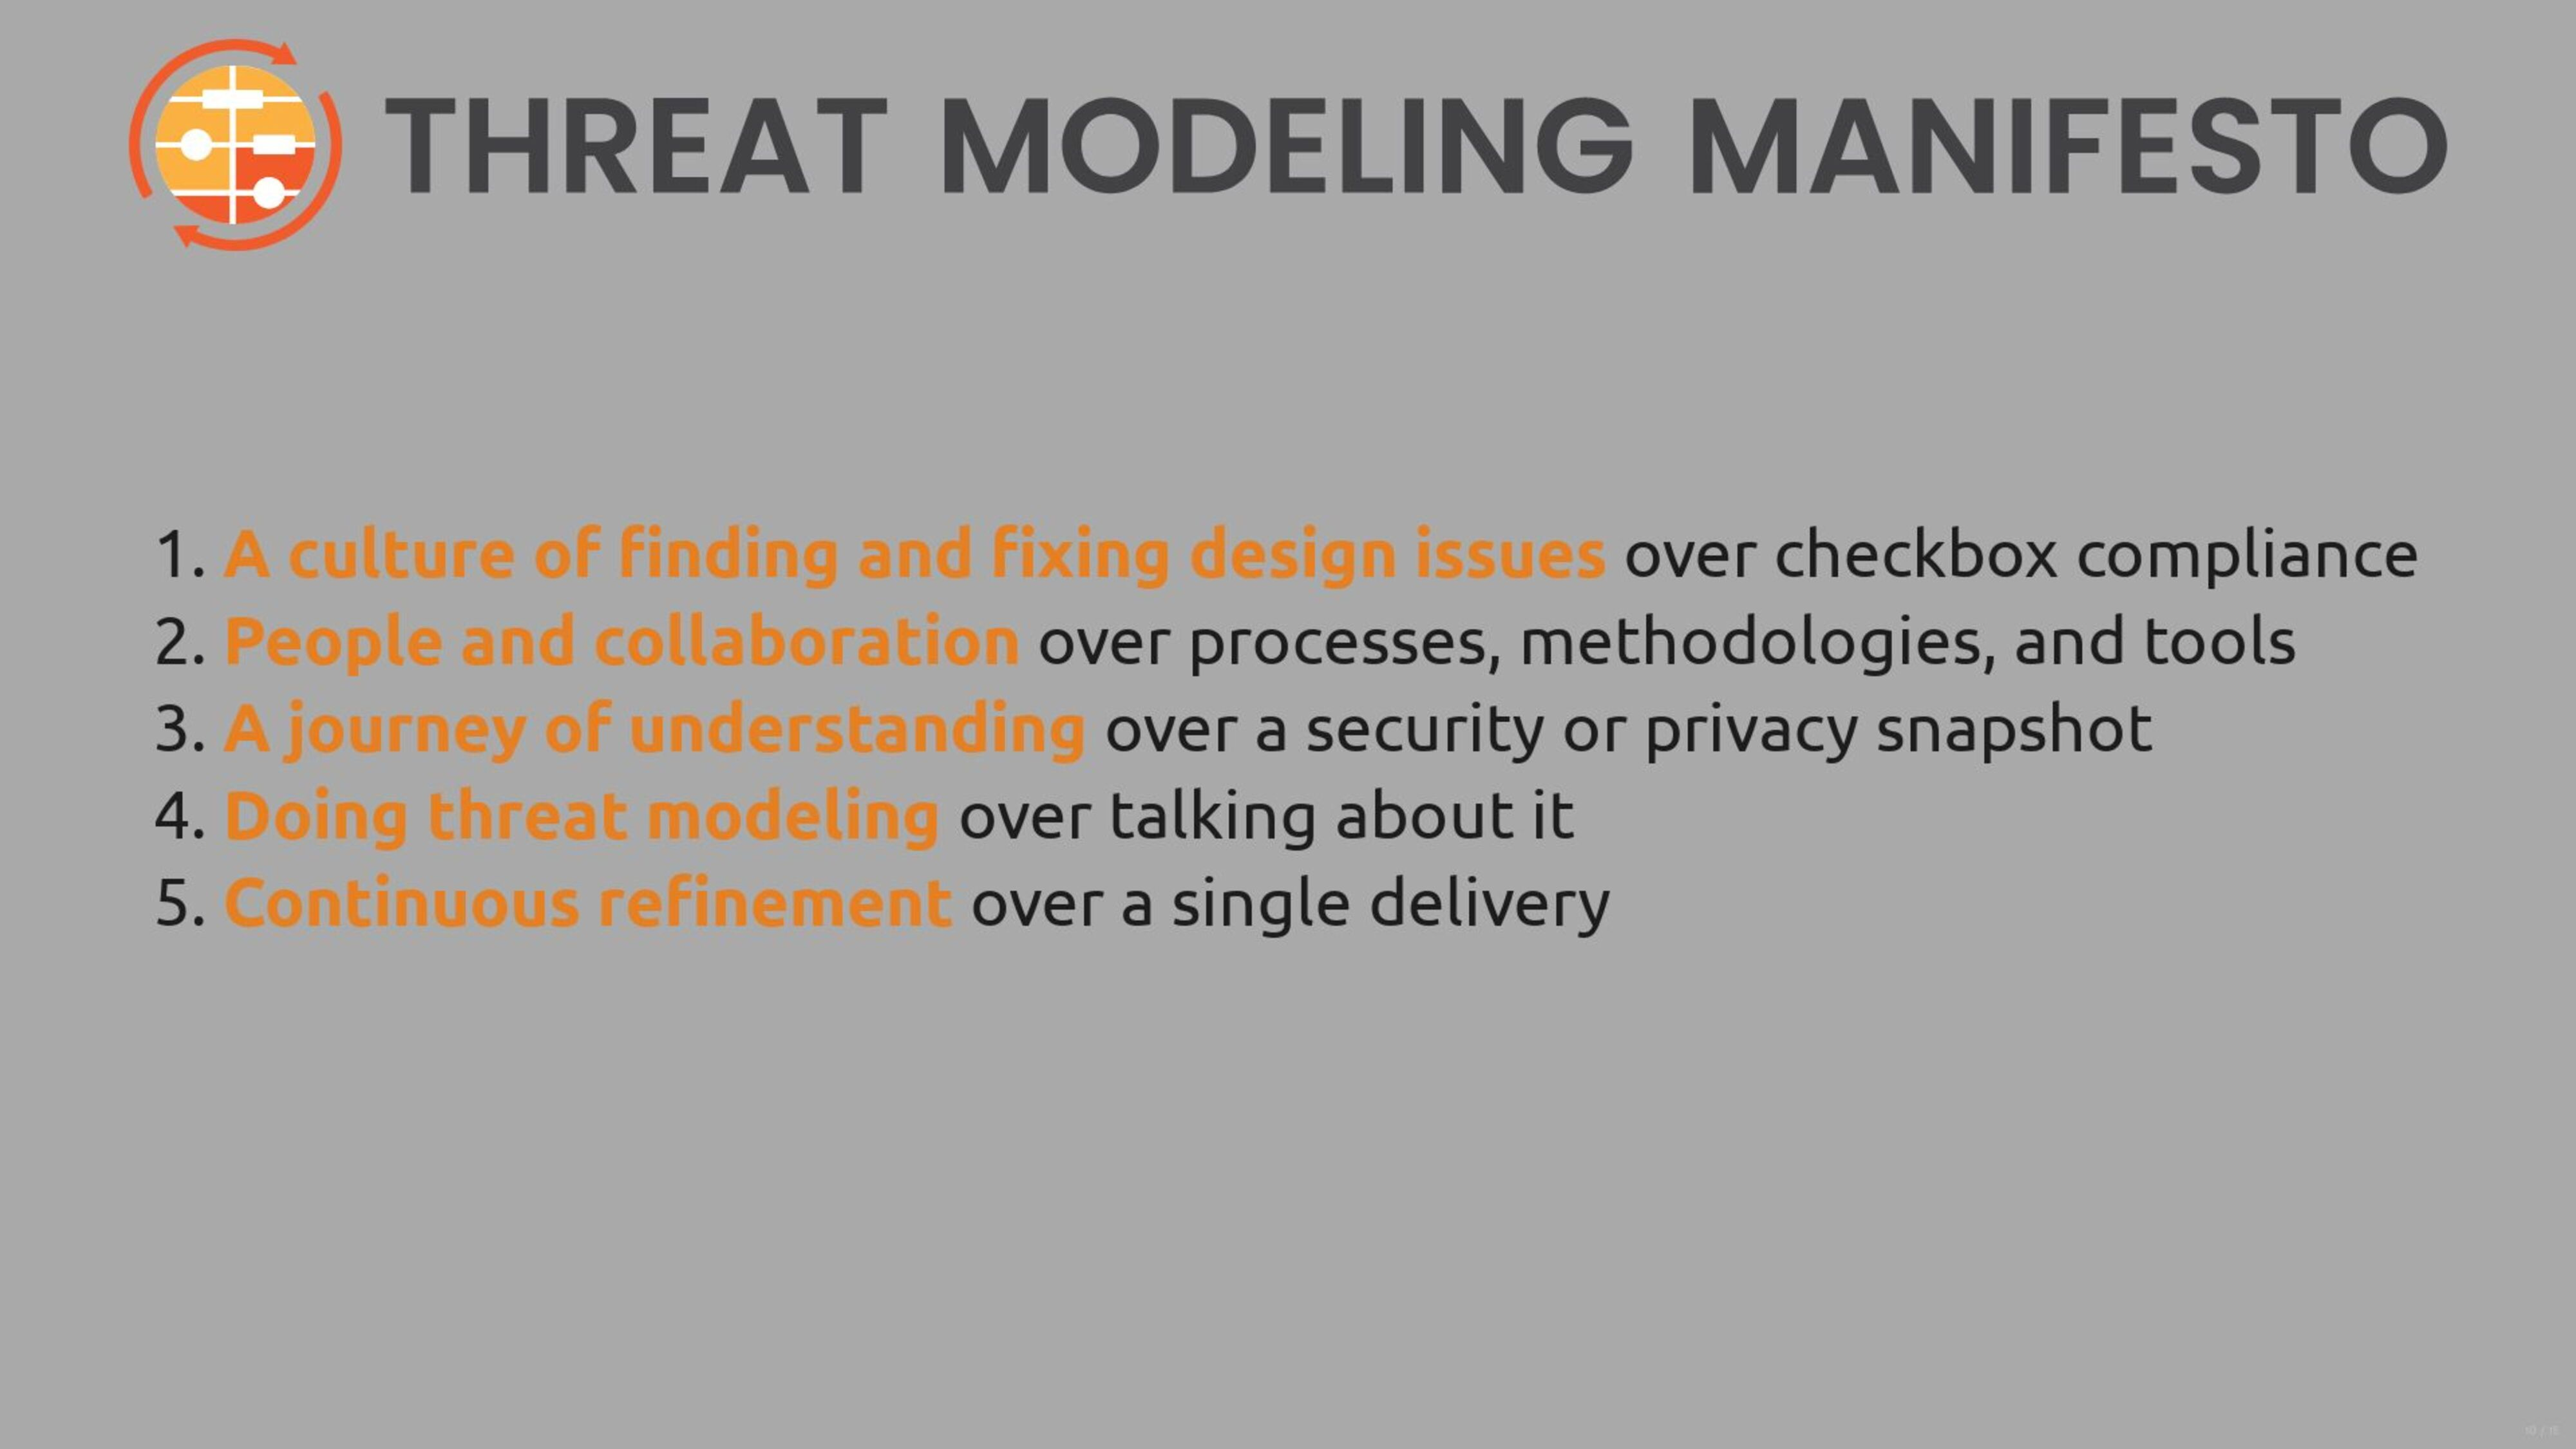 THREAT MODELING MANIFESTO
1. A culture of finding and fixing design issues over checkbox compliance
2. People and collaboration over processes, methodologies, and tools
3. A journey of understanding over a security or privacy snapshot
4. Doing threat modeling over talking about it
5. Continuous refinement over a single delivery